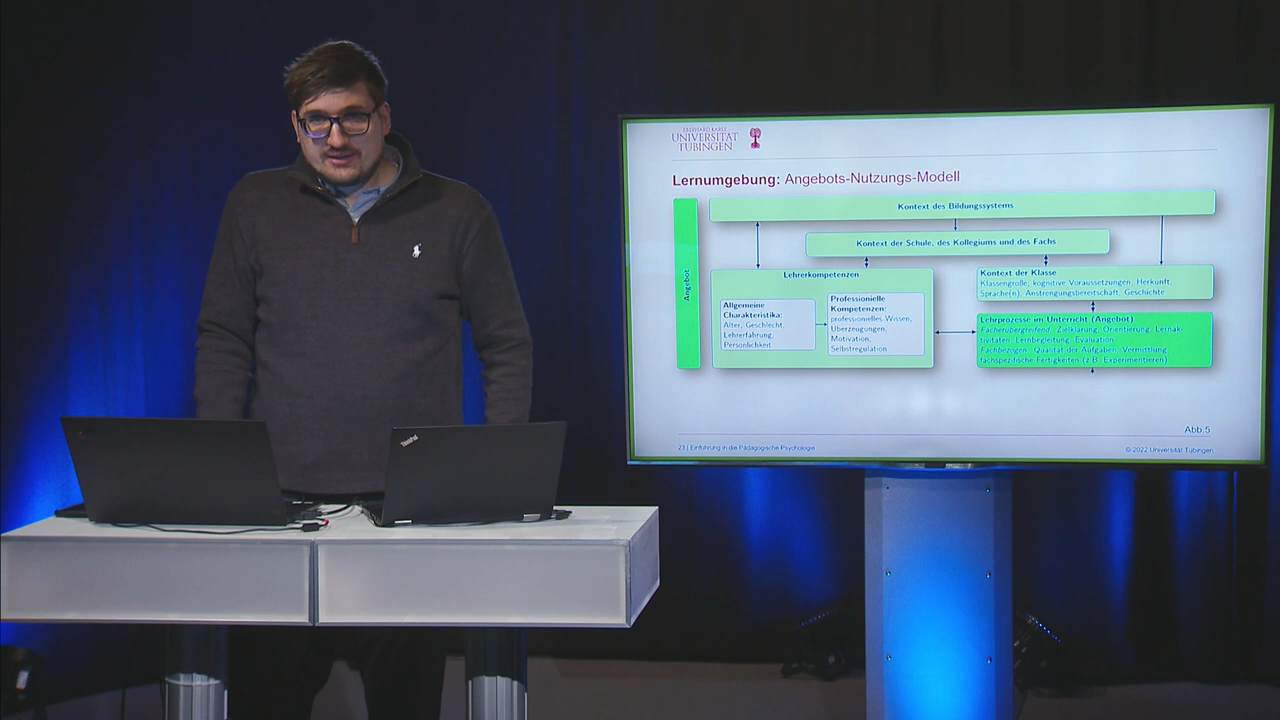 EBERHARD KARLS
UNIVERSITÄT
TÜBINGEN
Lernumgebung: Angebots-Nutzungs-Modell
Angebot
Kontext des Bildungssystems
Kontext der Schule, des Kollegiums und des Fachs
Lehrerkompetenzen
Allgemeine
Charakteristika:
Alter, Geschlecht,
Lehrerfahrung,
Persönlichkeit
Professionelle
Kompetenzen:
professionelles Wissen,
Überzeugungen,
Motivation,
Selbstregulation
Kontext der Klasse
Klassengröße, kognitive Voraussetzungen, Herkunft,
Sprache(n), Anstrengungsbereitschaft, Geschichte
Lehrprozesse im Unterricht (Angebot)
Fächerübergreifend: Zielklärung, Orientierung, Lernak-
tivitäten, Lernbegleitung, Evaluation
Fachbezogen: Qualität der Aufgaben, Vermittlung
fachspezifische Fertigkeiten (z.B. Experimentieren)
Abb.5
23 | Einführung in die Pädagogische Psychologie
© 2022 Universität Tübingen
ThinkPad